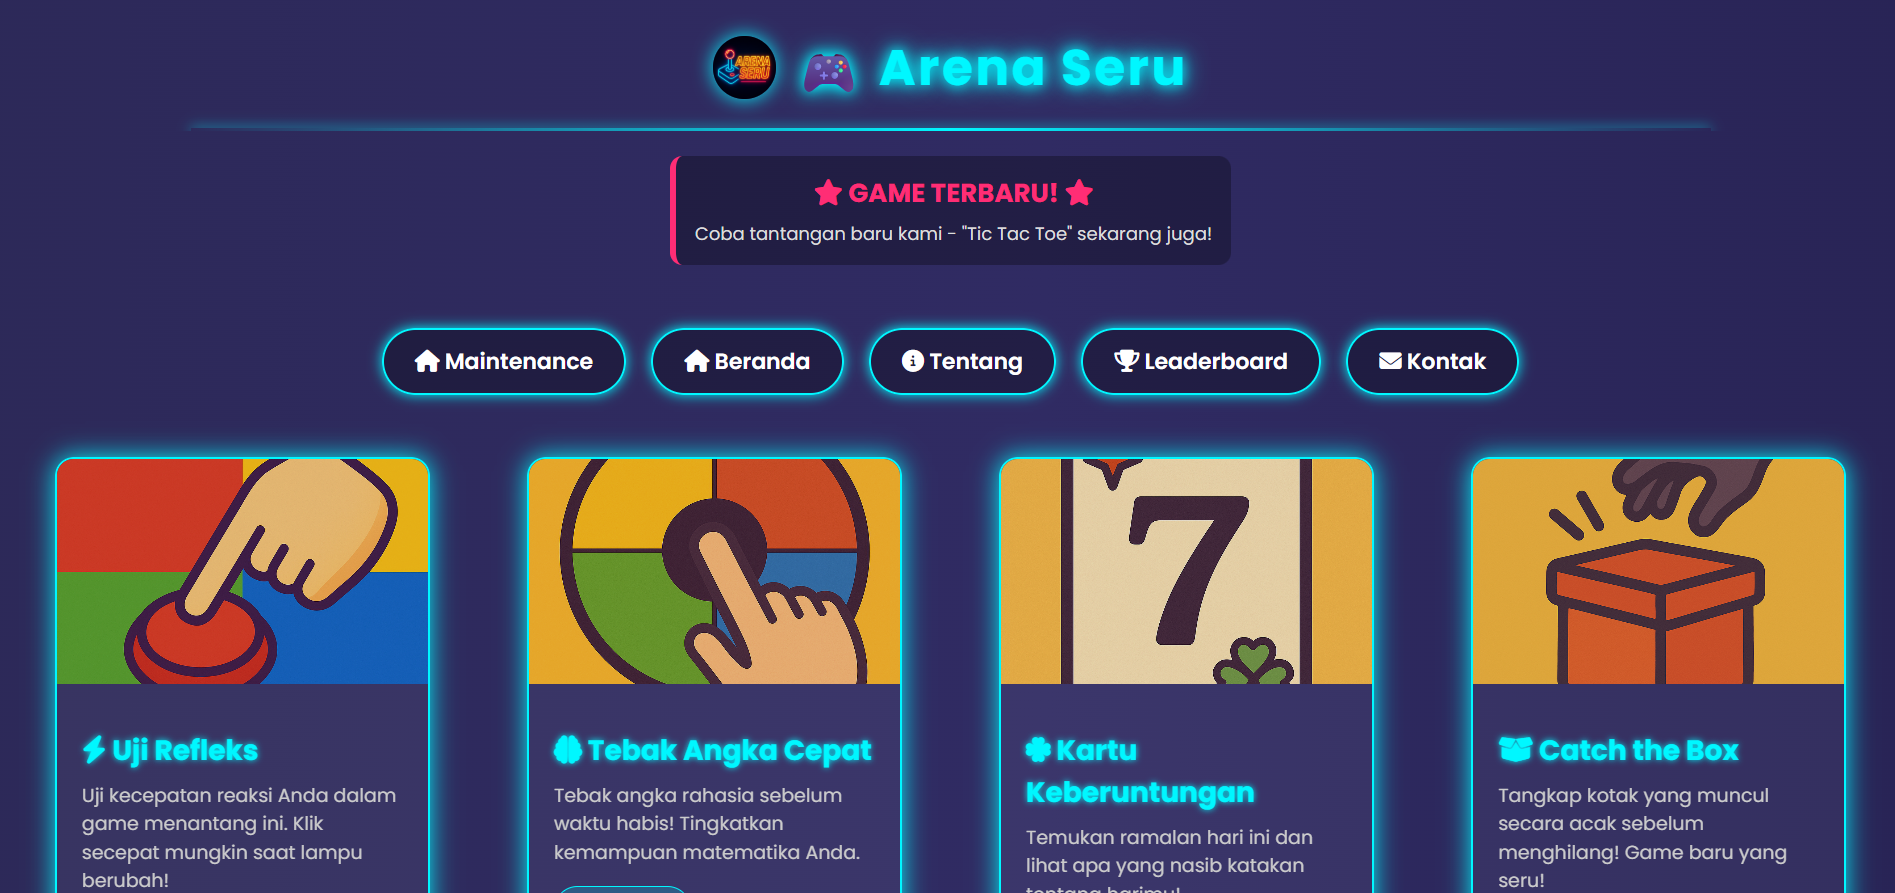 ARENA
SERU
Arena Seru
GAME TERBARU!
Coba tantangan baru kami - "Tic Tac Toe" sekarang juga!
Maintenance
Beranda
Tentang
Leaderboard
Kontak
7
Uji Refleks
Uji kecepatan reaksi Anda dalam
game menantang ini. Klik
secepat mungkin saat lampu
berubah!
Tebak Angka Cepat
Tebak angka rahasia sebelum
waktu habis! Tingkatkan
kemampuan matematika Anda.
Kartu
Keberuntungan
Temukan ramalan hari ini dan
lihat apa yang nasib katakan
tentang harimu!
Catch the Box
Tangkap kotak yang muncul
secara acak sebelum
menghilang! Game baru yang
seru!